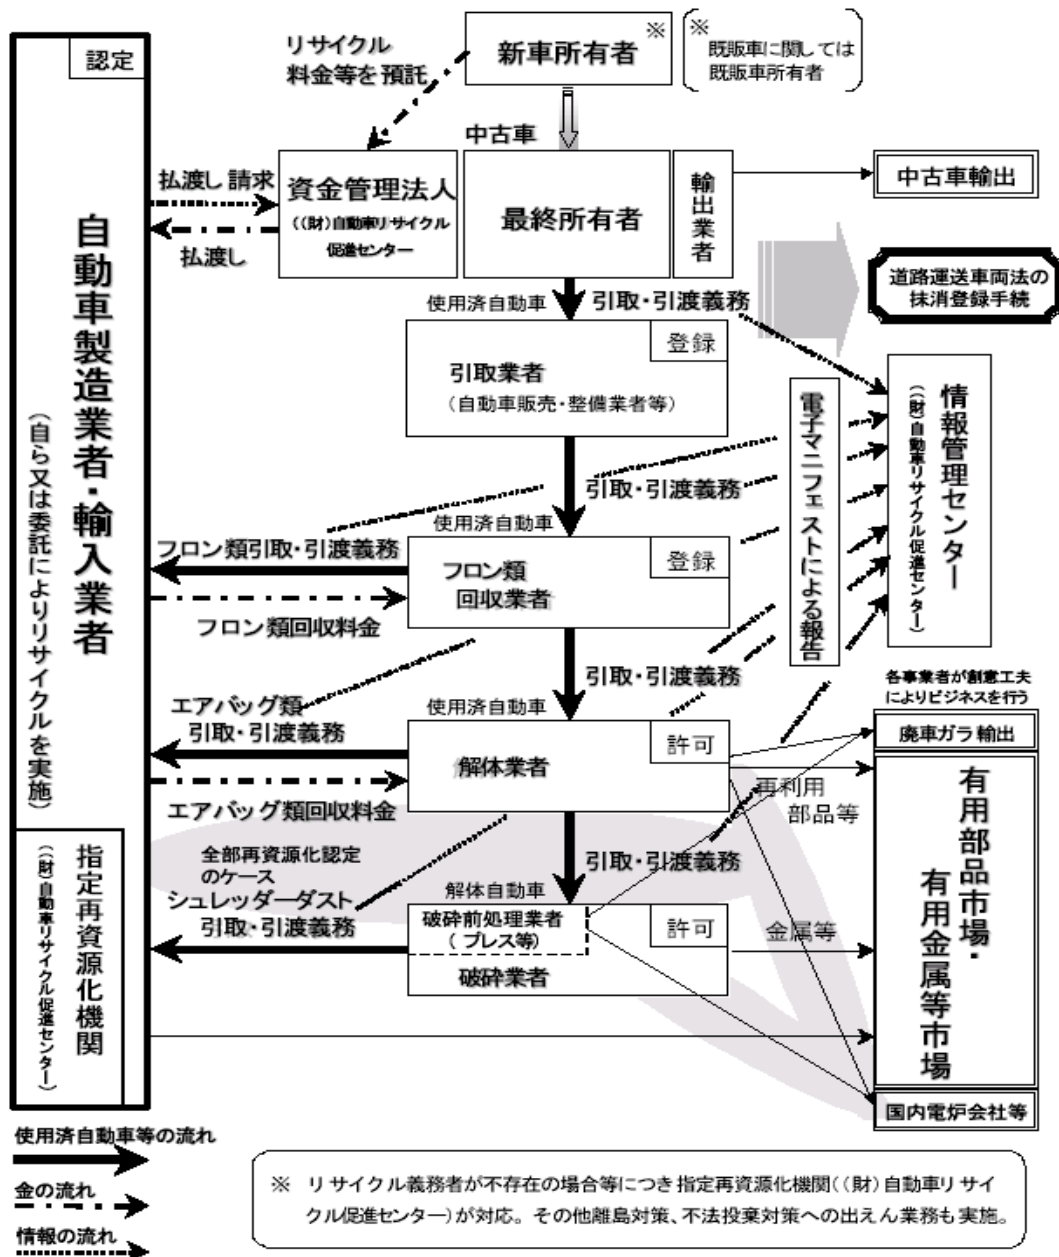 認定
自動車製造業者・輸入業者
（自ら又は委託によりリサイクルを実施）
指定再資源化機関
（（財）自動車リサイクル促進センター）
リサイクル
料金等を預託
新車所有者
※
※
既販車に関しては
既販車所有者
中古車
払渡し請求
払渡し
資金管理法人
（（財）自動車リサイクル
促進センター）
最終所有者
輸出業者
中古車輸出
道路運送車両法の
抹消登録手続
使用済自動車
引取・引渡義務
登録
引取業者
（自動車販売・整備業者等）
電子マニフェストによる報告
情報管理センター
（（財）自動車リサイクル促進センター）
引取・引渡義務
使用済自動車
フロン類引取・引渡義務
フロン類回収料金
登録
フロン類
回収業者
引取・引渡義務
使用済自動車
エアバッグ類
引取・引渡義務
エアバッグ類回収料金
許可
解体業者
各事業者が創意工夫
によりビジネスを行う
廃車ガラ輸出
再利用
部品等
有用部品市場・
有用金属等市場
引取・引渡義務
全部再資源化認定
のケース
シュレッダーダスト
引取・引渡義務
解体自動車
破砕前処理業者
（プレス等）
許可
破砕業者
金属等
国内電炉会社等
使用済自動車等の流れ
金の流れ
情報の流れ
※ リサイクル義務者が不存在の場合等につき指定再資源化機関（（財）自動車リサイ
クル促進センター）が対応。その他離島対策、不法投棄対策への出えん業務も実施。